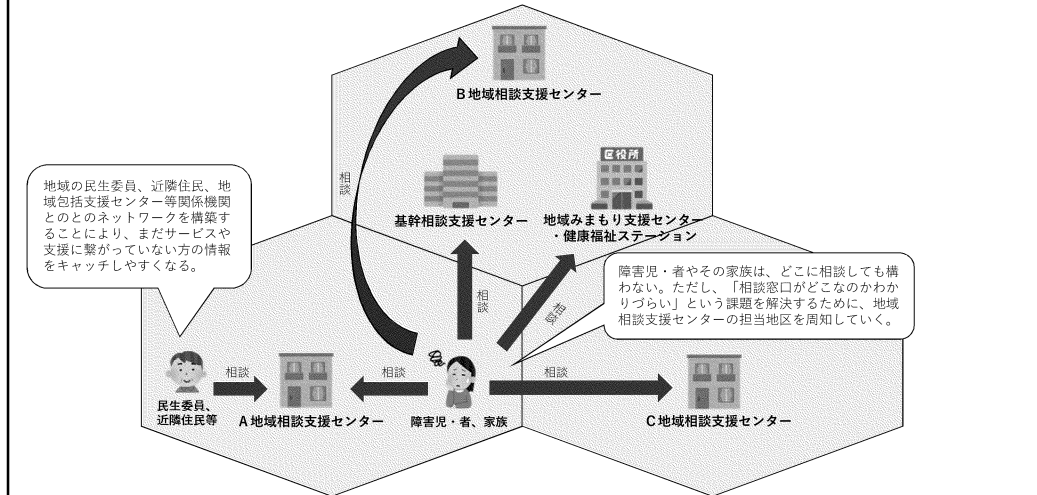 B地域相談支援センター
区役所
相談
基幹相談支援センター
地域みまもり支援センター
・健康福祉ステーション
地域の民生委員、近隣住民、地
域包括支援センター等関係機関
とのとのネットワークを構築す
ることにより、まだサービスや
支援に繋がっていない方の情報
をキャッチしやすくなる。
障害児・者やその家族は、どこに相談しても構
わない。ただし、「相談窓口がどこなのかわか
りづらい」という課題を解決するために、地域
相談支援センターの担当地区を周知していく。
相談
相談
相談
相談
相談
民生委員、
近隣住民等
A地域相談支援センター
障害児・者、家族
C地域相談支援センター